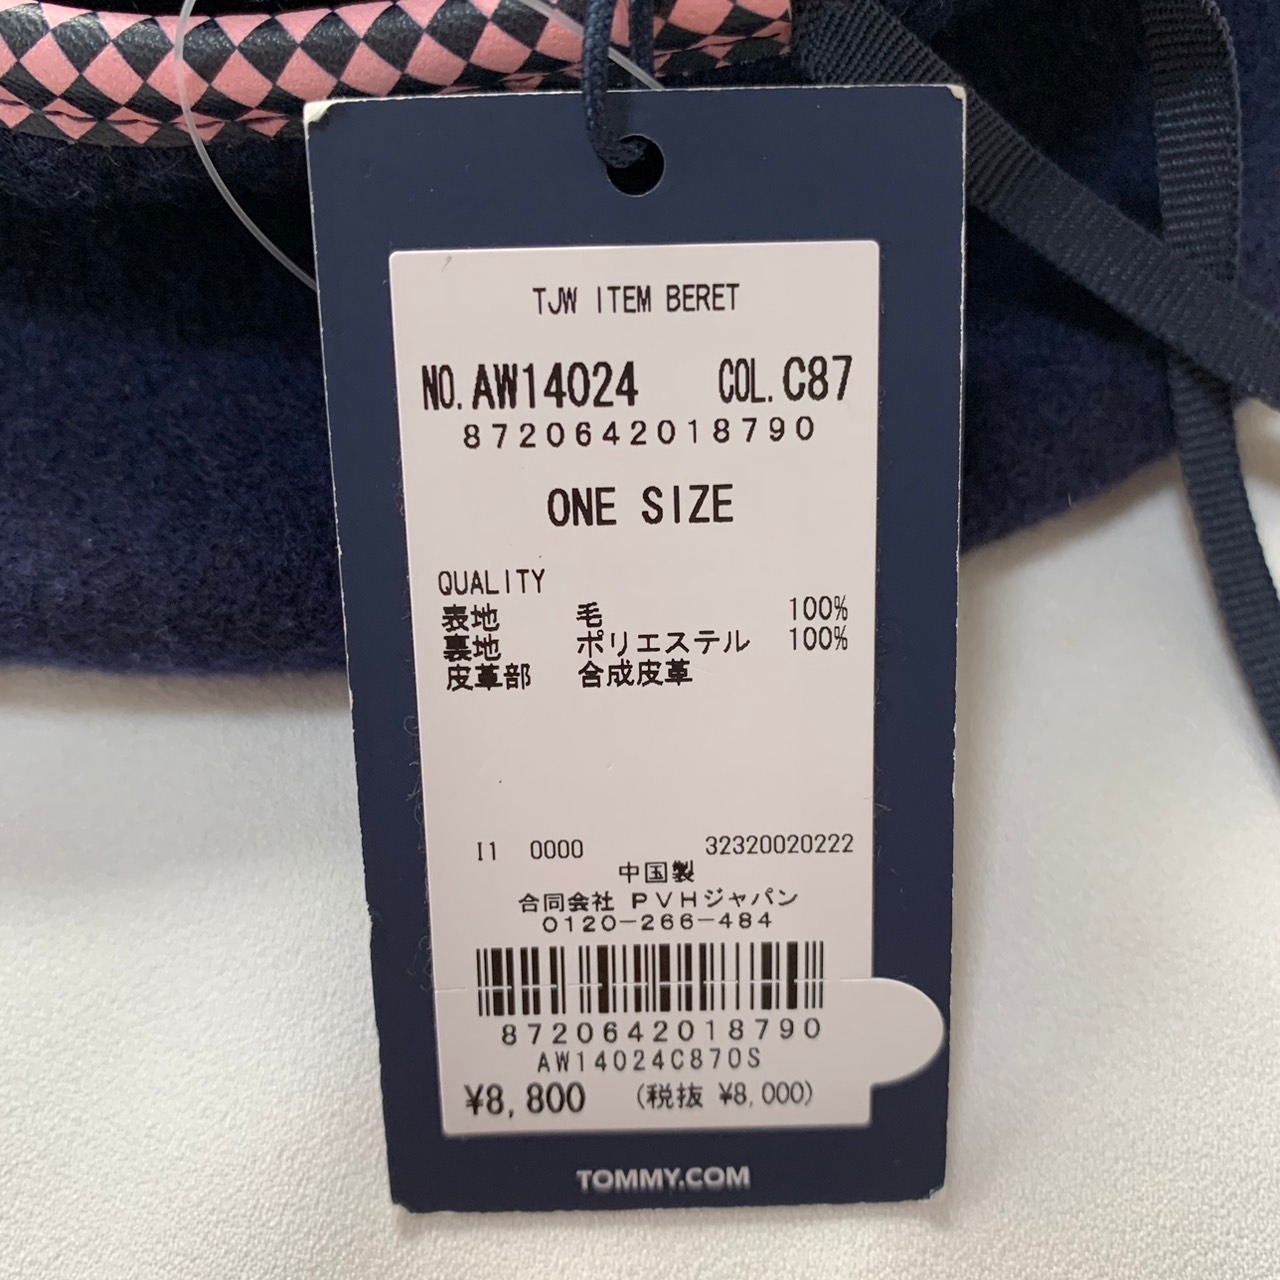 TJW ITEM BERET
NO. AW14024 COL. C87
8720642018790
ONE SIZE
QUALITY
表地 毛 100%
裏地 ポリエステル 100%
皮革部 合成皮革
I1 0000 32320020222
中国製
合同会社 PVHジャパン
0120-266-484
8720642018790
AW14024C870S
¥8,800 (税抜 ¥8,000)
TOMMY.COM